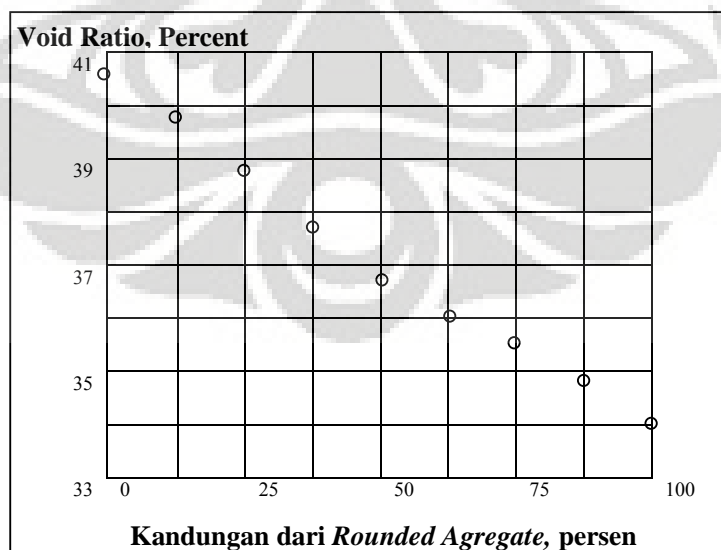 Void Ratio, Percent
41
39
37
35
33
0 25 50 75 100
Kandungan dari Rounded Agregate, persen